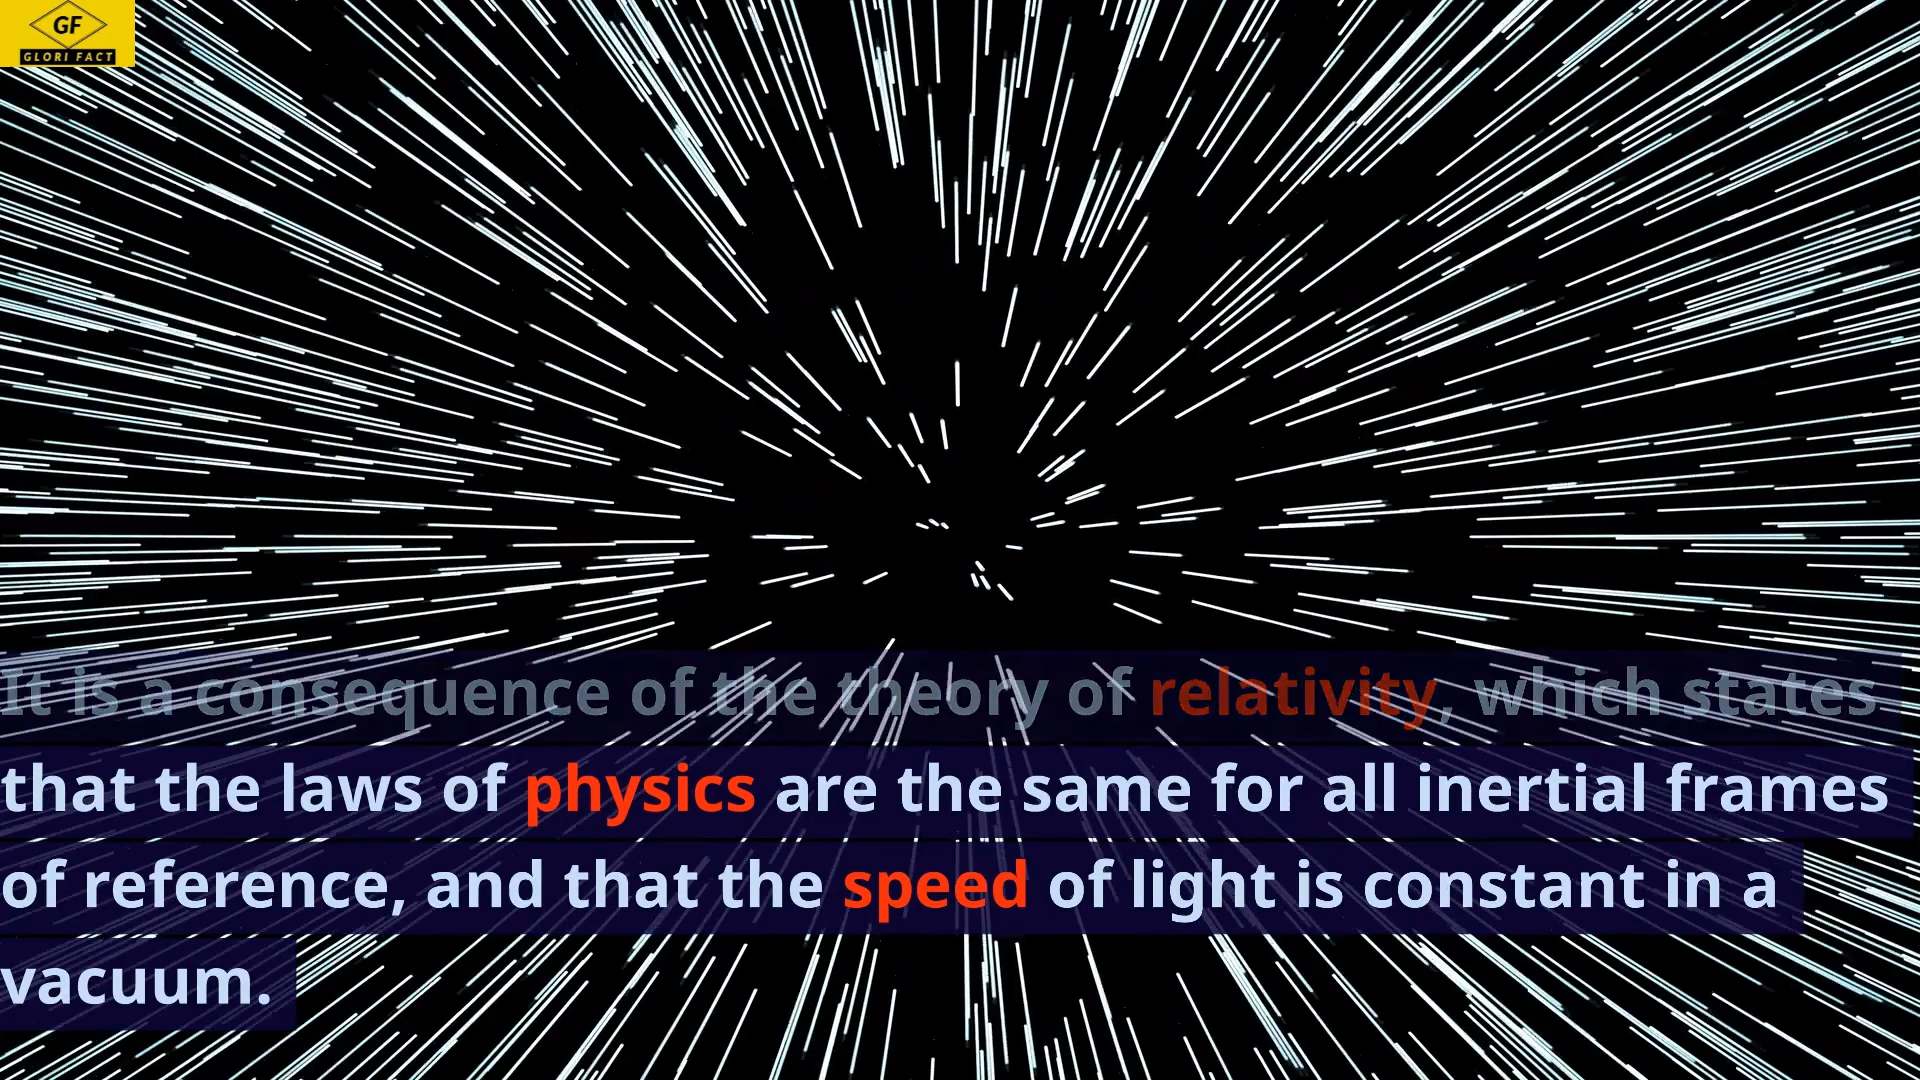 GF
GLORI FACT
It is a consequence of the theory of relativity, which states
that the laws of physics are the same for all inertial frames
of reference, and that the speed of light is constant in a
vacuum.